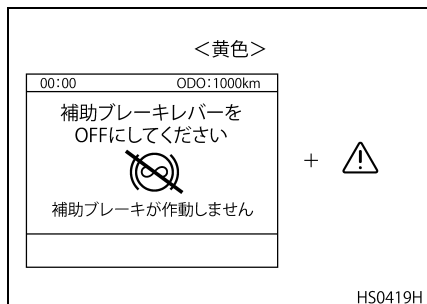 ＜黄色＞
00:00 ODO:1000km
補助ブレーキレバーを
OFFにしてください
補助ブレーキが作動しません
+
HS0419H